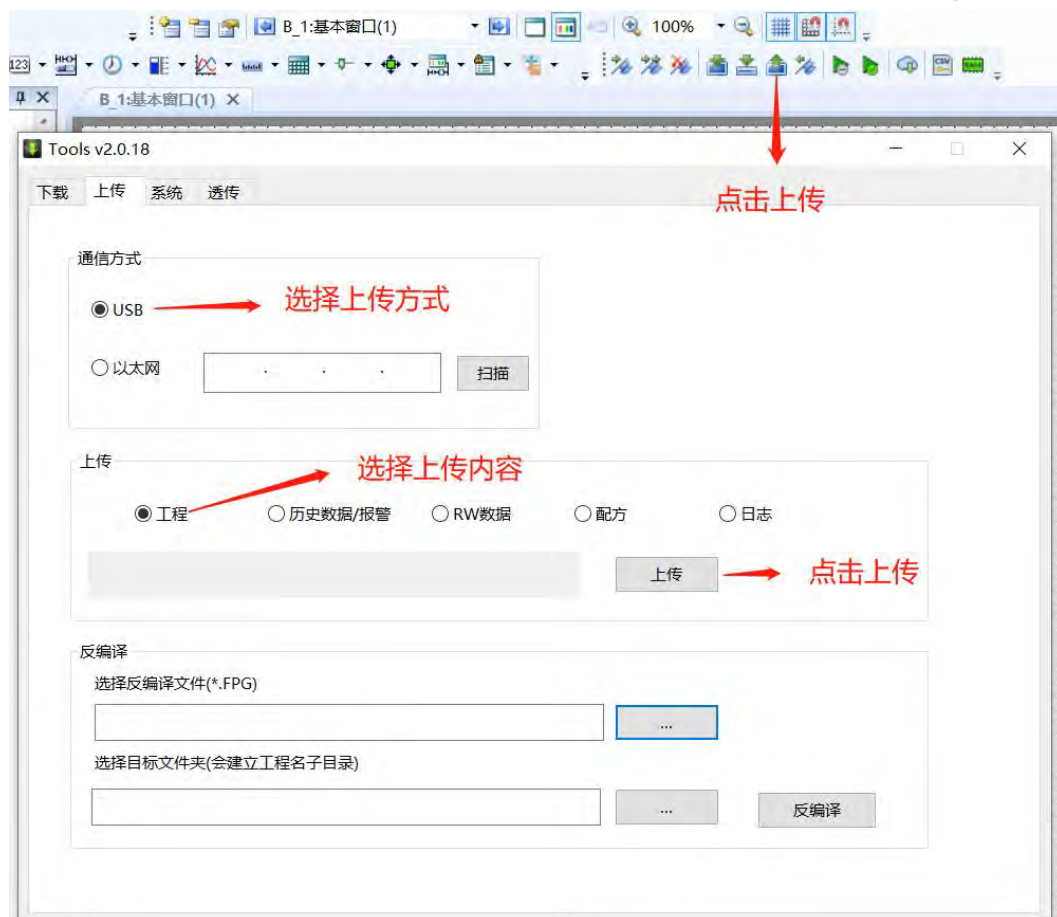 B_1:基本窗口(1)
100%
123
B_1:基本窗口(1)
Tools v2.0.18
下载 上传 系统 透传
点击上传
通信方式
USB
选择上传方式
以太网 . . . 扫描
上传
选择上传内容
工程 历史数据/报警 RW数据 配方 日志
上传
点击上传
反编译
选择反编译文件(*.FPG)
...
选择目标文件夹(会建立工程名子目录)
...
反编译